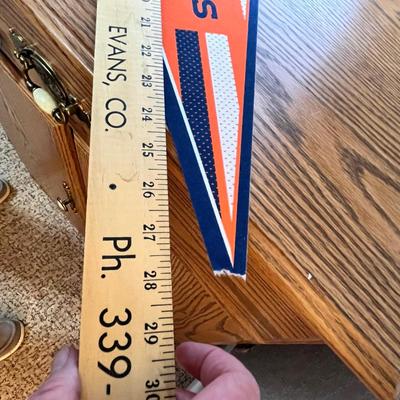 EVANS, CO. • Ph. 339-
21 22 23 24 25 26 27 28 29 30
S